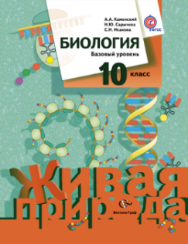 А.А. Каменский
Н.Ю. Сарычева
С.Н. Исакова
БИОЛОГИЯ
Базовый уровень
10 класс
живая
природа